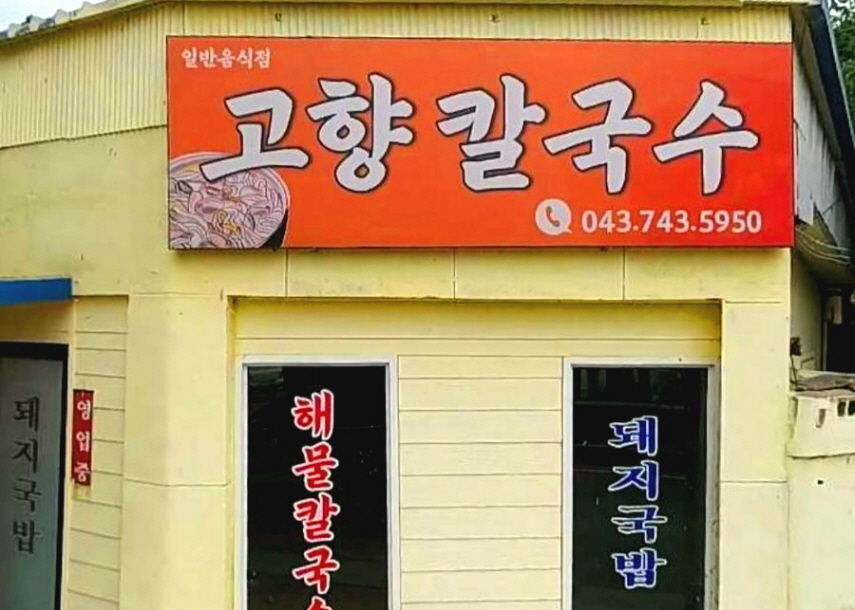 일반음식점
고향 칼국수
043.743.5950
돼지국밥
영업중
해물칼국수
돼지국밥